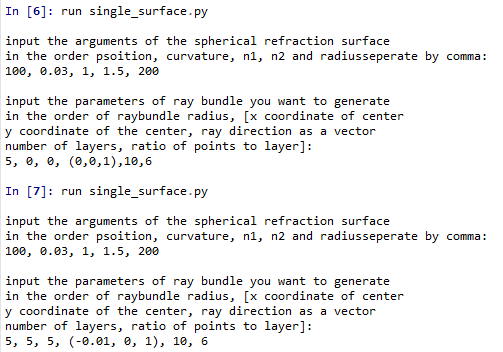 In [6]: run single_surface.py
input the arguments of the spherical refraction surface
in the order psoition, curvature, n1, n2 and radiusseperate by comma:
100, 0.03, 1, 1.5, 200
input the parameters of ray bundle you want to generate
in the order of raybundle radius, [x coordinate of center
y coordinate of the center, ray direction as a vector
number of layers, ratio of points to layer]:
5, 0, 0, (0,0,1),10,6
In [7]: run single_surface.py
input the arguments of the spherical refraction surface
in the order psoition, curvature, n1, n2 and radiusseperate by comma:
100, 0.03, 1, 1.5, 200
input the parameters of ray bundle you want to generate
in the order of raybundle radius, [x coordinate of center
y coordinate of the center, ray direction as a vector
number of layers, ratio of points to layer]:
5, 5, 5, (-0.01, 0, 1), 10, 6